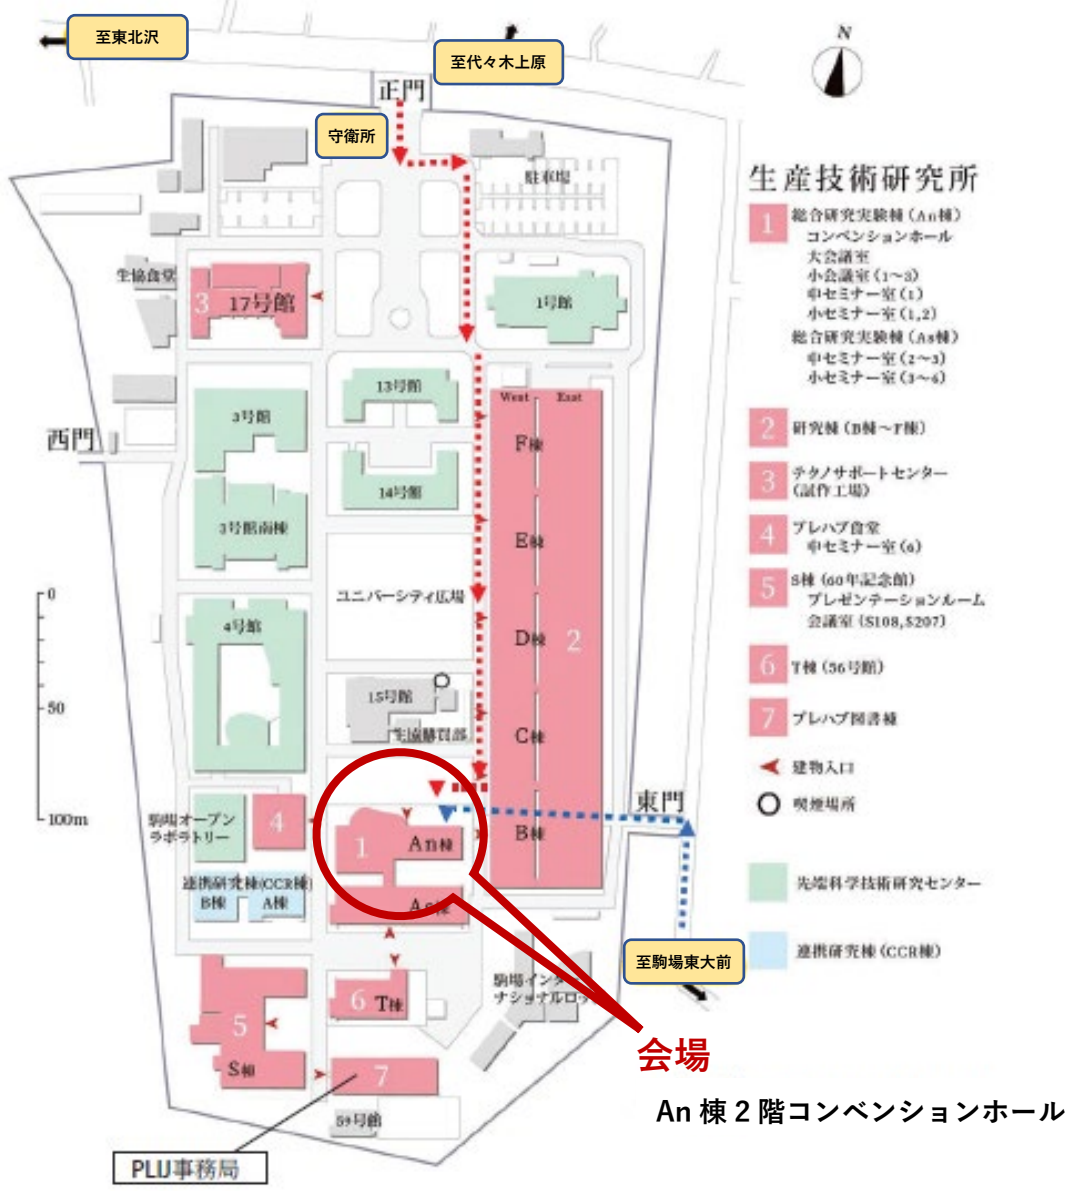 至東北沢
至代々木上原
N
正門
守衛所
駐車場
生協食堂
3
17号館
1号館
13号館
West
East
3号館
F棟
西門
14号館
3号館南棟
E棟
0
ユニバーシティ広場
4号館
D棟
2
15号館
50
C棟
東門
100m
駒場オープン
ラボラトリー
4
1
An棟
B棟
連携研究棟(CCR棟)
B棟
A棟
As棟
至駒場東大前
駒場インター
ナショナルロッ
6
T棟
5
S棟
7
会場
An 棟 2 階コンベンションホール
59号館
PLIJ事務局
生産技術研究所
1
総合研究実験棟(An棟)
コンベンションホール
大会議室
小会議室(1〜3)
中セミナー室(1)
小セミナー室(1,2)
総合研究実験棟(As棟)
中セミナー室(2〜3)
小セミナー室(3〜6)
2
研究棟(B棟〜F棟)
3
テクノサポートセンター
(試作工場)
4
プレハブ食堂
中セミナー室(6)
5
S棟(60年記念館)
プレゼンテーションルーム
会議室(S108,S207)
6
T棟(56号館)
7
プレハブ図書棟
建物入口
喫煙場所
先端科学技術研究センター
連携研究棟(CCR棟)